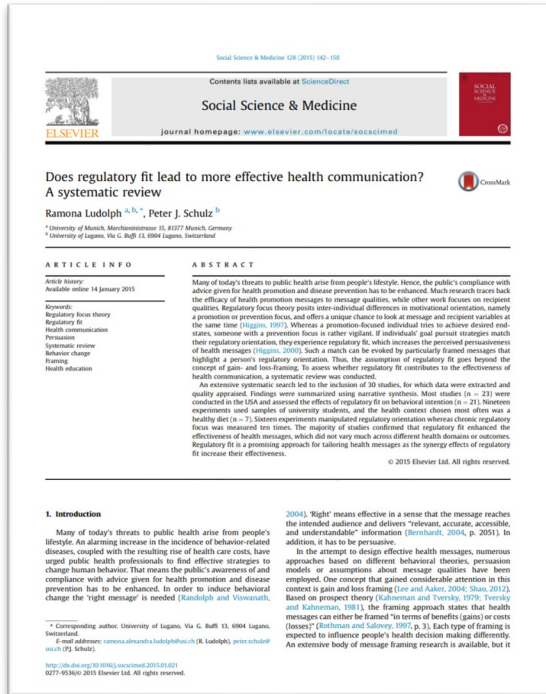 Social Science & Medicine 128 (2015) 142–150
Contents lists available at ScienceDirect
Social Science & Medicine
journal homepage: www.elsevier.com/locate/socscimed
ELSEVIER
SOCIAL
SCIENCE
&
MEDICINE
Does regulatory fit lead to more effective health communication?
A systematic review
CrossMark
Ramona Ludolph a, b, *, Peter J. Schulz b
a University of Munich, Marchioninistrasse 15, 81377 Munich, Germany
b University of Lugano, Via G. Buffi 13, 6904 Lugano, Switzerland
ARTICLE INFO
Article history:
Available online 14 January 2015
Keywords:
Regulatory focus theory
Regulatory fit
Health communication
Persuasion
Systematic review
Behavior change
Framing
Health education
ABSTRACT
Many of today's threats to public health arise from people's lifestyle. Hence, the public's compliance with
advice given for health promotion and disease prevention has to be enhanced. Much research traces back
the efficacy of health promotion messages to message qualities, while other work focuses on recipient
qualities. Regulatory focus theory posits inter-individual differences in motivational orientation, namely
a promotion or prevention focus, and offers a unique chance to look at message and recipient variables at
the same time (Higgins, 1997). Whereas a promotion-focused individual tries to achieve desired end-
states, someone with a prevention focus is rather vigilant. If individuals' goal pursuit strategies match
their regulatory orientation, they experience regulatory fit, which increases the perceived persuasiveness
of health messages (Higgins, 2000). Such a match can be evoked by particularly framed messages that
highlight a person's regulatory orientation. Thus, the assumption of regulatory fit goes beyond the
concept of gain- and loss-framing. To assess whether regulatory fit contributes to the effectiveness of
health communication, a systematic review was conducted.
An extensive systematic search led to the inclusion of 30 studies, for which data were extracted and
quality appraised. Findings were summarized using narrative synthesis. Most studies (n = 23) were
conducted in the USA and assessed the effects of regulatory fit on behavioral intention (n = 21). Nineteen
experiments used samples of university students, and the health context chosen most often was a
healthy diet (n = 7). Sixteen experiments manipulated regulatory orientation whereas chronic regulatory
focus was measured ten times. The majority of studies confirmed that regulatory fit enhanced the
effectiveness of health messages, which did not vary much across different health domains or outcomes.
Regulatory fit is a promising approach for tailoring health messages as the synergy effects of regulatory
fit increase their effectiveness.
© 2015 Elsevier Ltd. All rights reserved.
1. Introduction
Many of today's threats to public health arise from people's
lifestyle. An alarming increase in the incidence of behavior-related
diseases, coupled with the resulting rise of health care costs, have
urged public health professionals to find effective strategies to
change human behavior. That means the public's awareness of and
compliance with advice given for health promotion and disease
prevention has to be enhanced. In order to induce behavioral
change the 'right message' is needed (Randolph and Viswanath,
* Corresponding author. University of Lugano, Via G. Buffi 13, 6904 Lugano,
Switzerland.
E-mail addresses: ramona.alexandra.ludolph@usi.ch (R. Ludolph), peter.schulz@
usi.ch (P.J. Schulz).
http://dx.doi.org/10.1016/j.socscimed.2015.01.021
0277-9536/© 2015 Elsevier Ltd. All rights reserved.
2004). 'Right' means effective in a sense that the message reaches
the intended audience and delivers "relevant, accurate, accessible,
and understandable" information (Bernhardt, 2004, p. 2051). In
addition, it has to be persuasive.
In the attempt to design effective health messages, numerous
approaches based on different behavioral theories, persuasion
models or assumptions about message qualities have been
employed. One concept that gained considerable attention in this
context is gain and loss framing (Lee and Aaker, 2004; Shao, 2012).
Based on prospect theory (Kahneman and Tversky, 1979; Tversky
and Kahneman, 1981), the framing approach states that health
messages can either be framed "in terms of benefits (gains) or costs
(losses)" (Rothman and Salovey, 1997, p. 3). Each type of framing is
expected to influence people's health decision making differently.
An extensive body of message framing research is available, but it